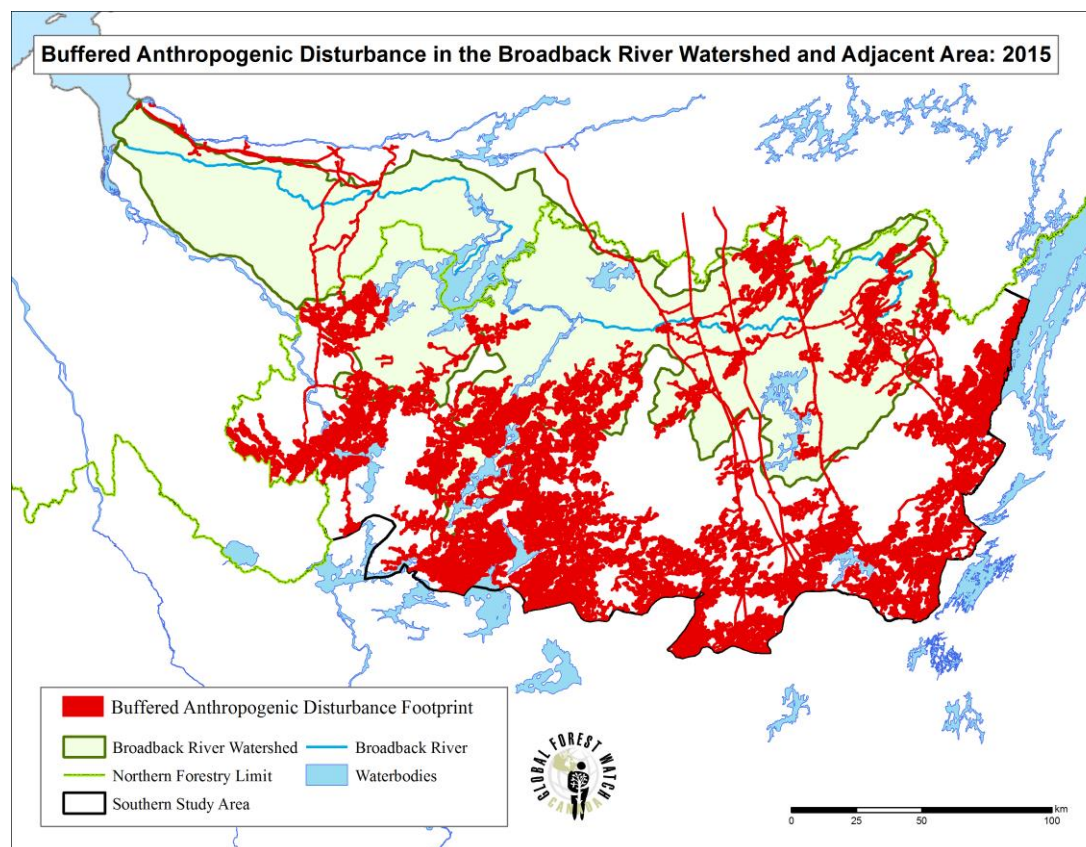 Buffered Anthropogenic Disturbance in the Broadback River Watershed and Adjacent Area: 2015
Buffered Anthropogenic Disturbance Footprint
Broadback River Watershed
Broadback River
Northern Forestry Limit
Waterbodies
Southern Study Area
GLOBAL FOREST WATCH
CANADA
km
0 25 50 100